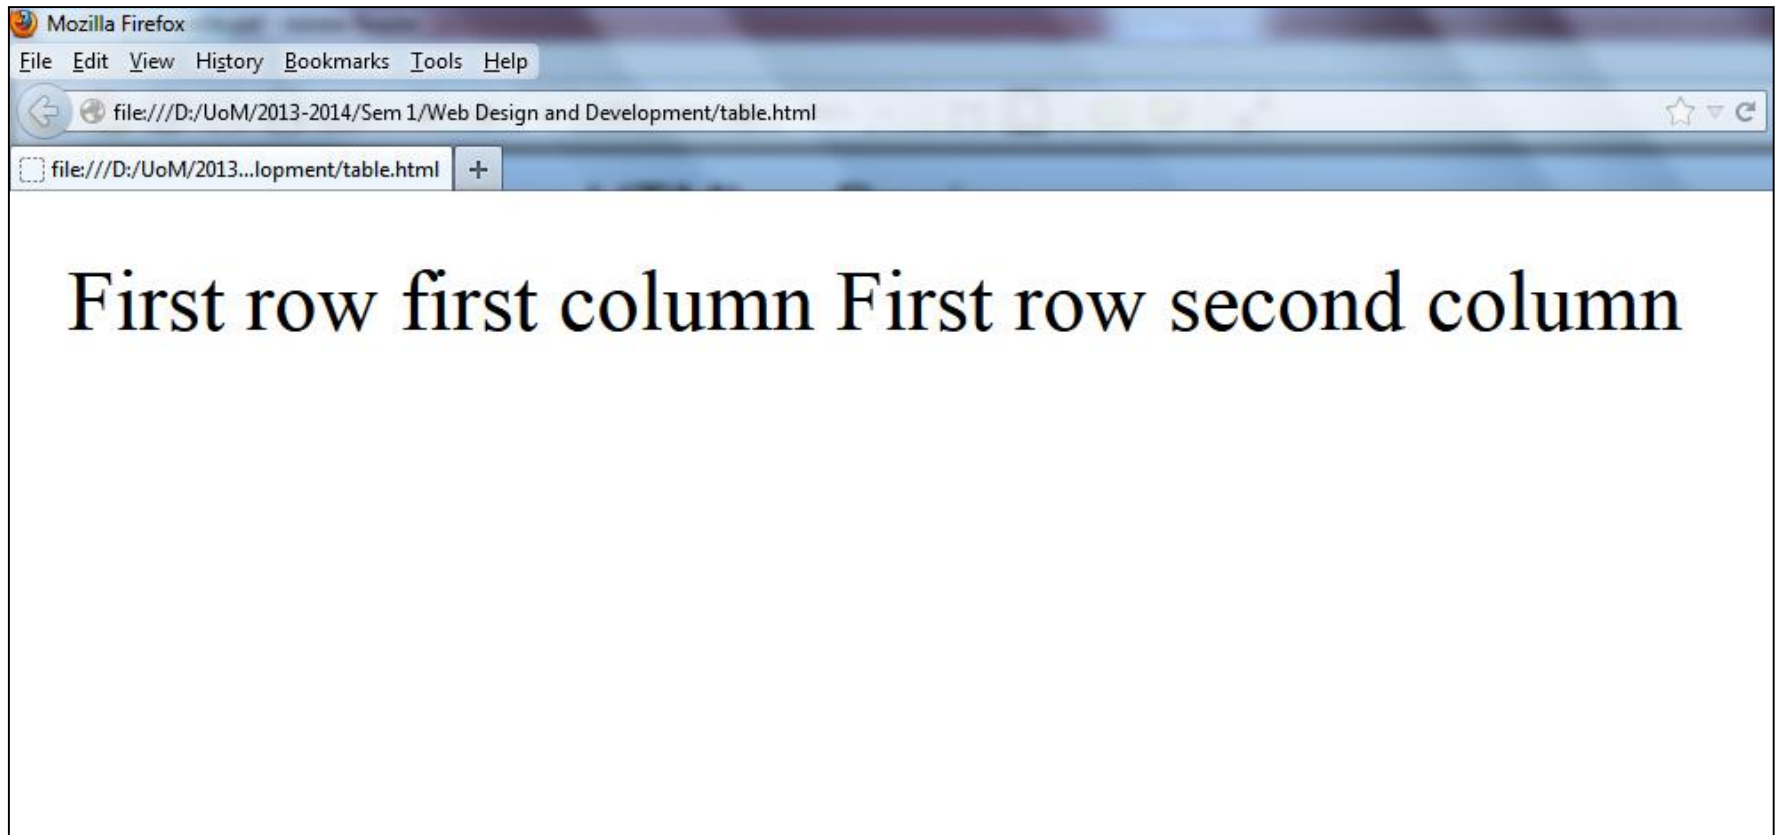 Mozilla Firefox
File Edit View History Bookmarks Tools Help
file:///D:/UoM/2013-2014/Sem 1/Web Design and Development/table.html
file:///D:/UoM/2013...lopment/table.html +
First row first column First row second column